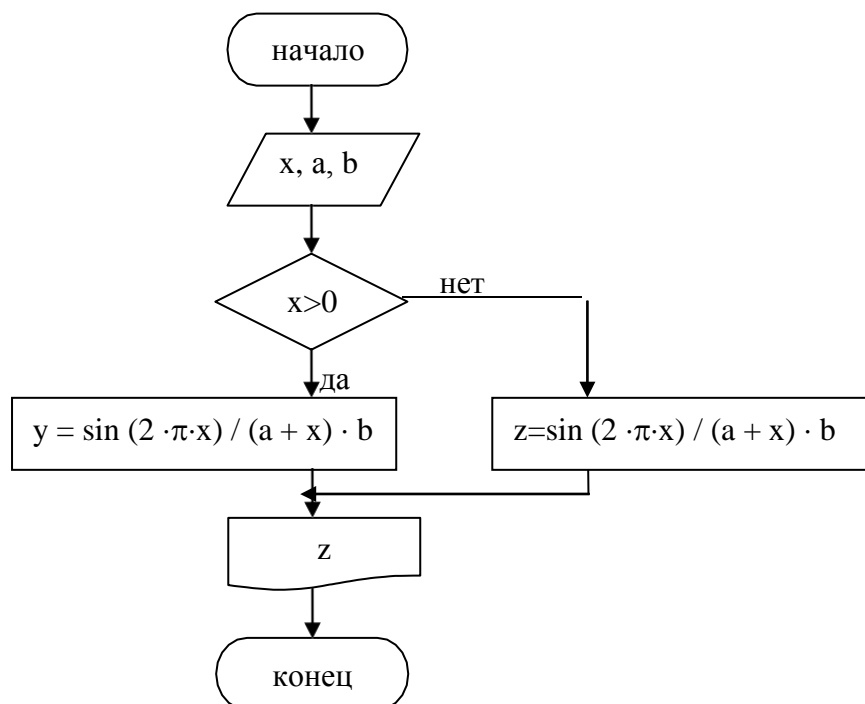 начало
x, a, b
x>0
нет
да
y = sin (2 ·π·x) / (a + x) · b
z=sin (2 ·π·x) / (a + x) · b
z
конец